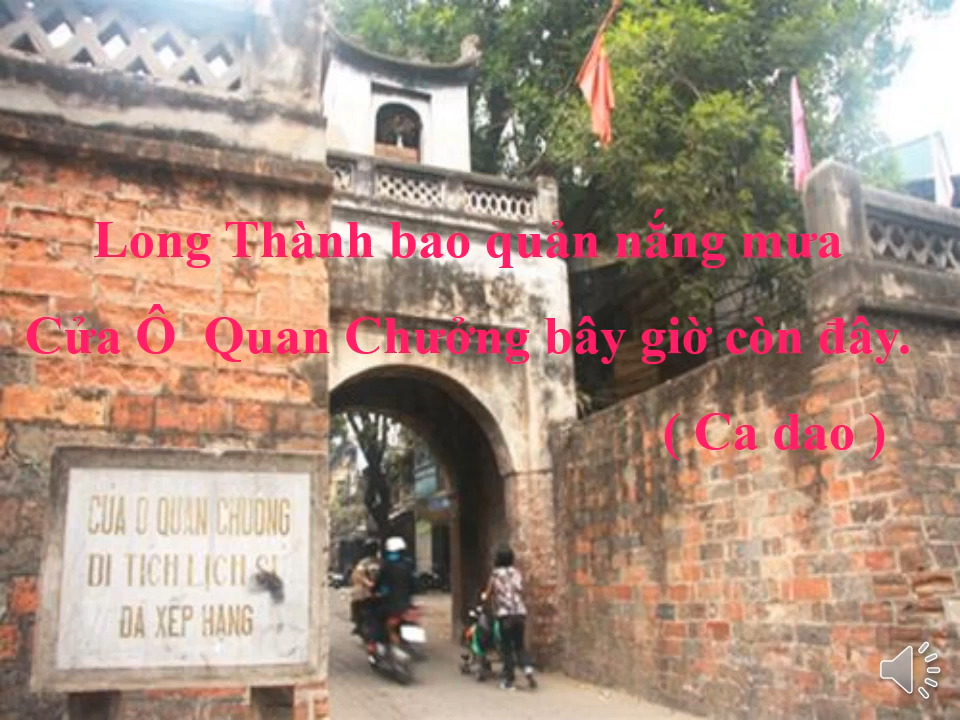 Long Thành bao quản nắng mưa
Cửa Ô Quan Chưởng bây giờ còn đây.
( Ca dao )
CỬA Ô QUAN CHƯỞNG
DI TÍCH LỊCH SỬ
ĐÃ XẾP HẠNG